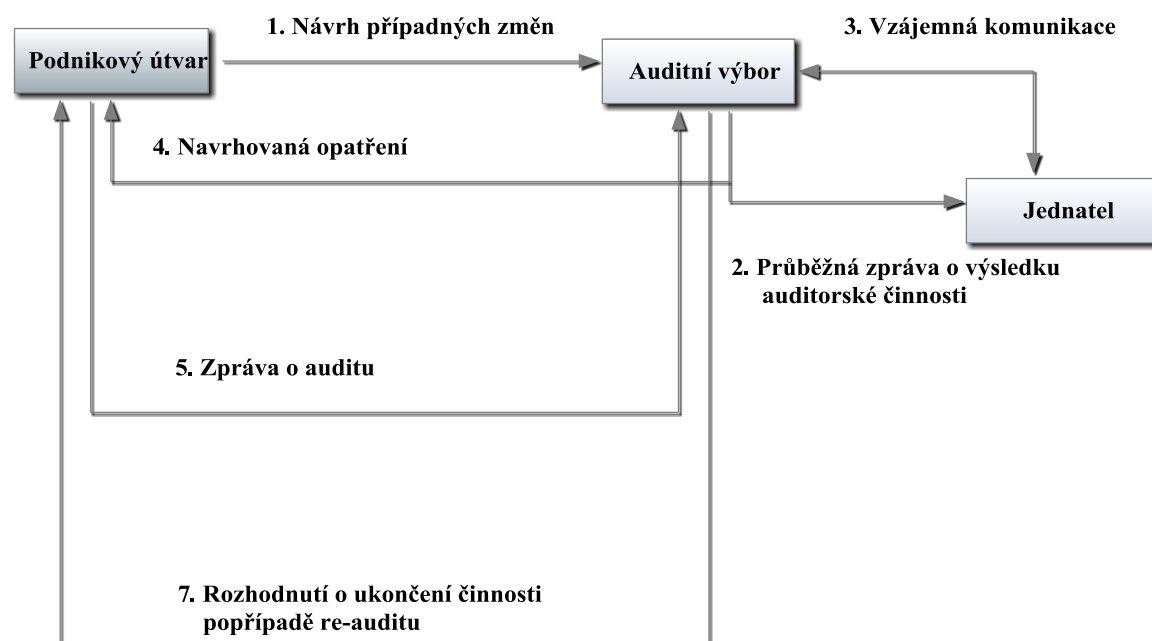 1. Návrh případných změn
3. Vzájemná komunikace
Podnikový útvar
Auditní výbor
4. Navrhovaná opatření
Jednatel
2. Průběžná zpráva o výsledku
auditorské činnosti
5. Zpráva o auditu
7. Rozhodnutí o ukončení činnosti
popřípadě re-auditu